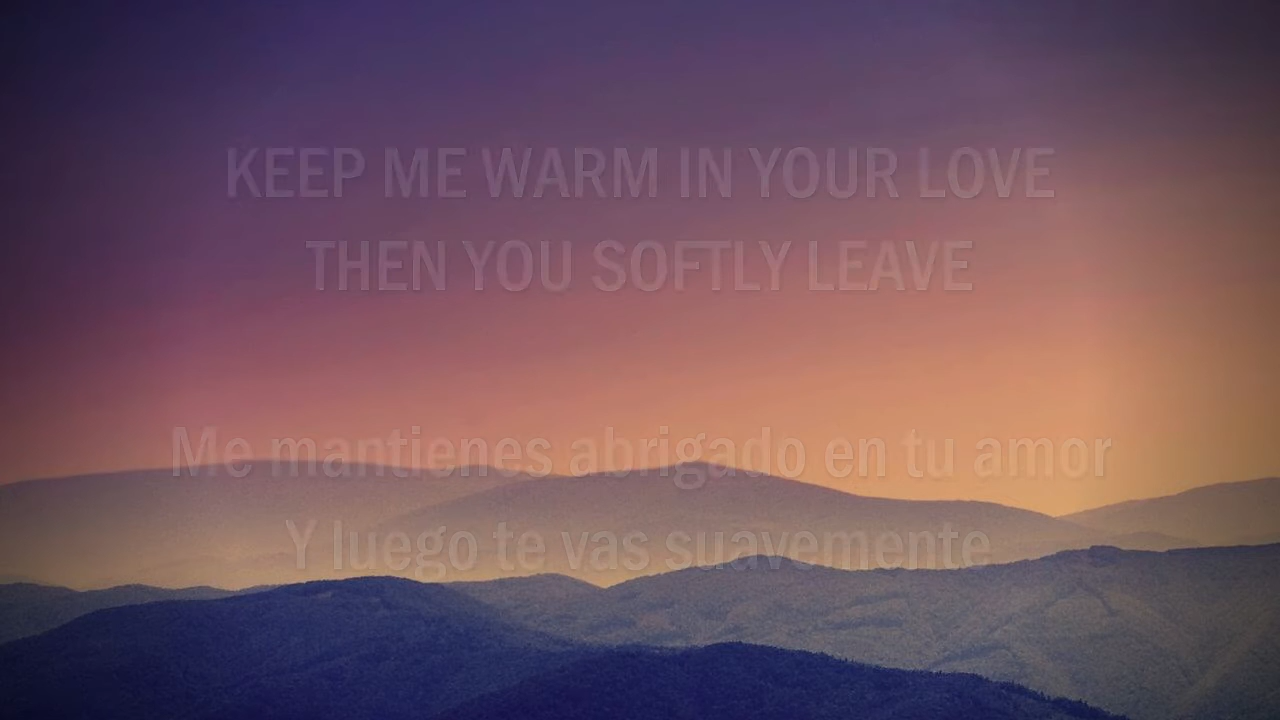 KEEP ME WARM IN YOUR LOVE
THEN YOU SOFTLY LEAVE
Me mantienes abrigado en tu amor
Y luego te vas suavemente